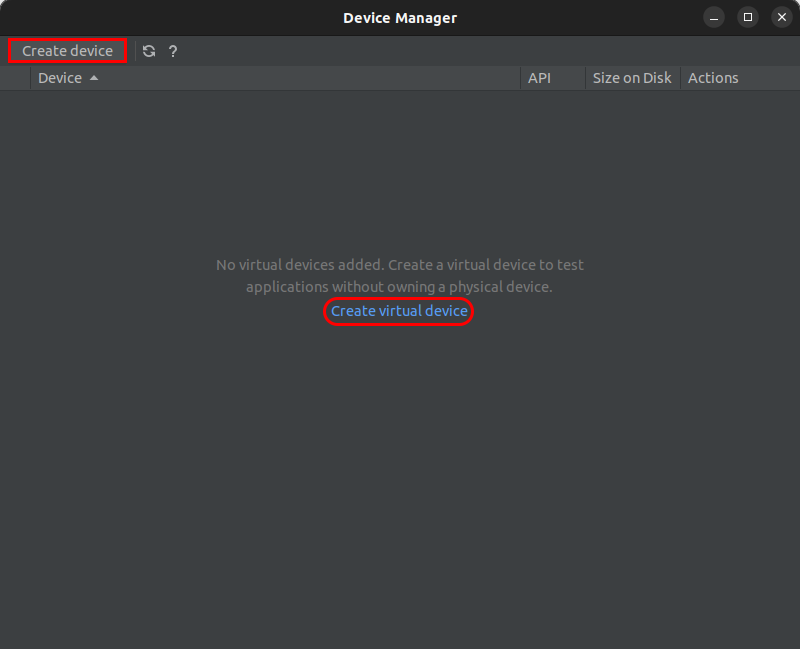 Device Manager
Create device ?
Device API Size on Disk Actions
No virtual devices added. Create a virtual device to test
applications without owning a physical device.
Create virtual device